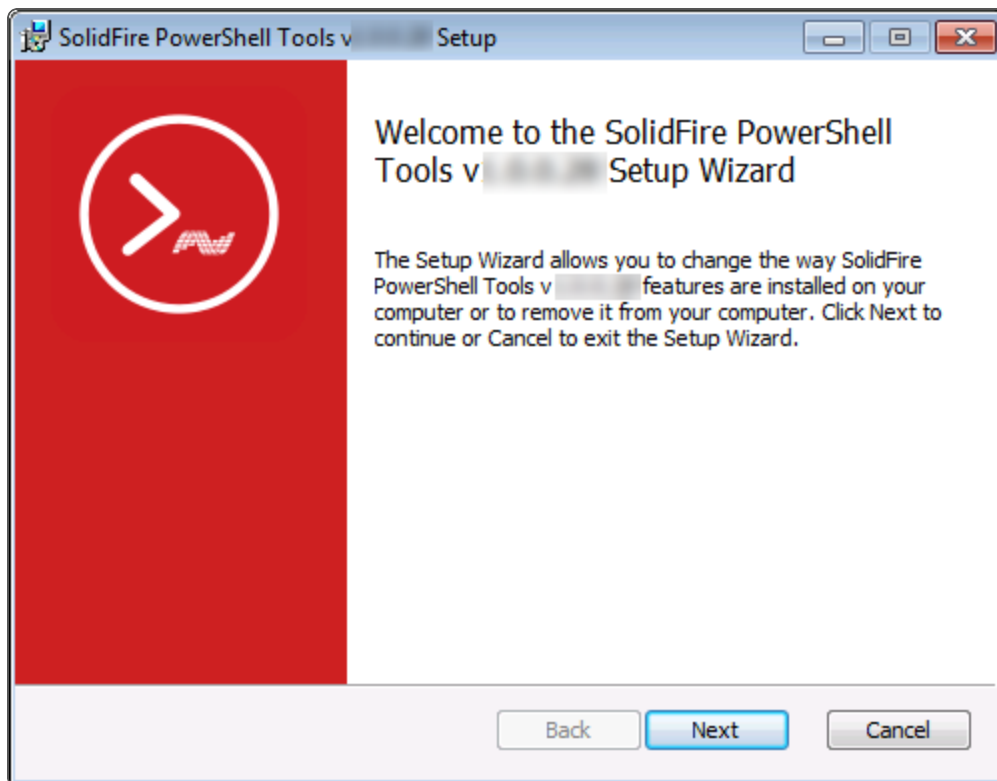 SolidFire PowerShell Tools v Setup
Welcome to the SolidFire PowerShell
Tools v Setup Wizard
The Setup Wizard allows you to change the way SolidFire
PowerShell Tools v features are installed on your
computer or to remove it from your computer. Click Next to
continue or Cancel to exit the Setup Wizard.
Back Next Cancel